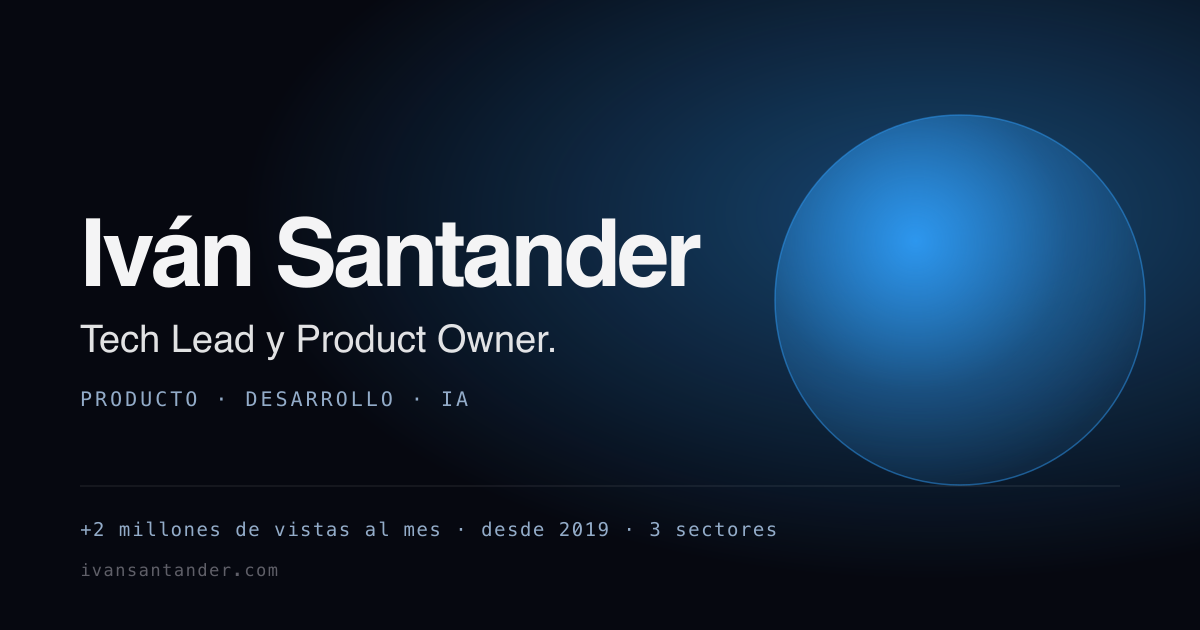 Iván Santander
Tech Lead y Product Owner.
PRODUCTO · DESARROLLO · IA
+2 millones de vistas al mes · desde 2019 · 3 sectores
ivansantander.com